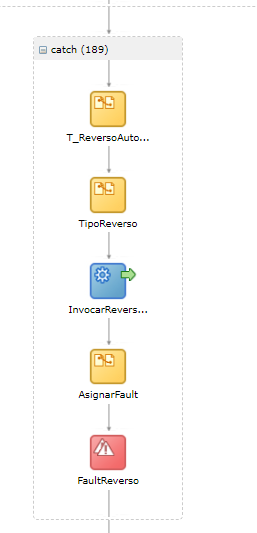 catch (189)
T_ReversoAuto...
TipoReverso
InvocarRevers...
AsignarFault
FaultReverso